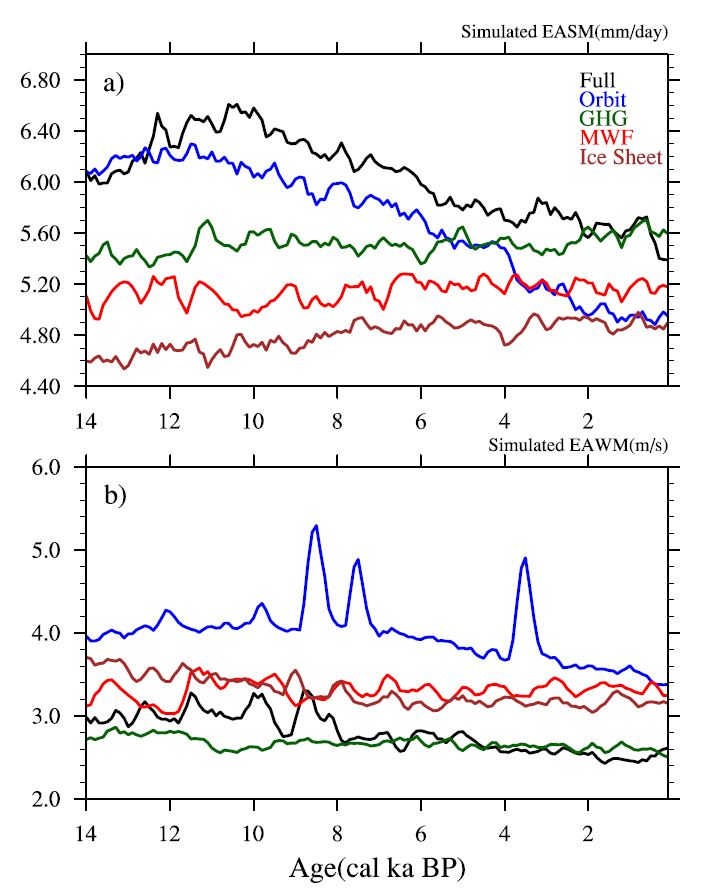 Simulated EASM(mm/day)
a)
Full
Orbit
GHG
MWF
Ice Sheet
6.80
6.40
6.00
5.60
5.20
4.80
4.40
14 12 10 8 6 4 2
Simulated EAWM(m/s)
b)
6.0
5.0
4.0
3.0
2.0
14 12 10 8 6 4 2
Age(cal ka BP)